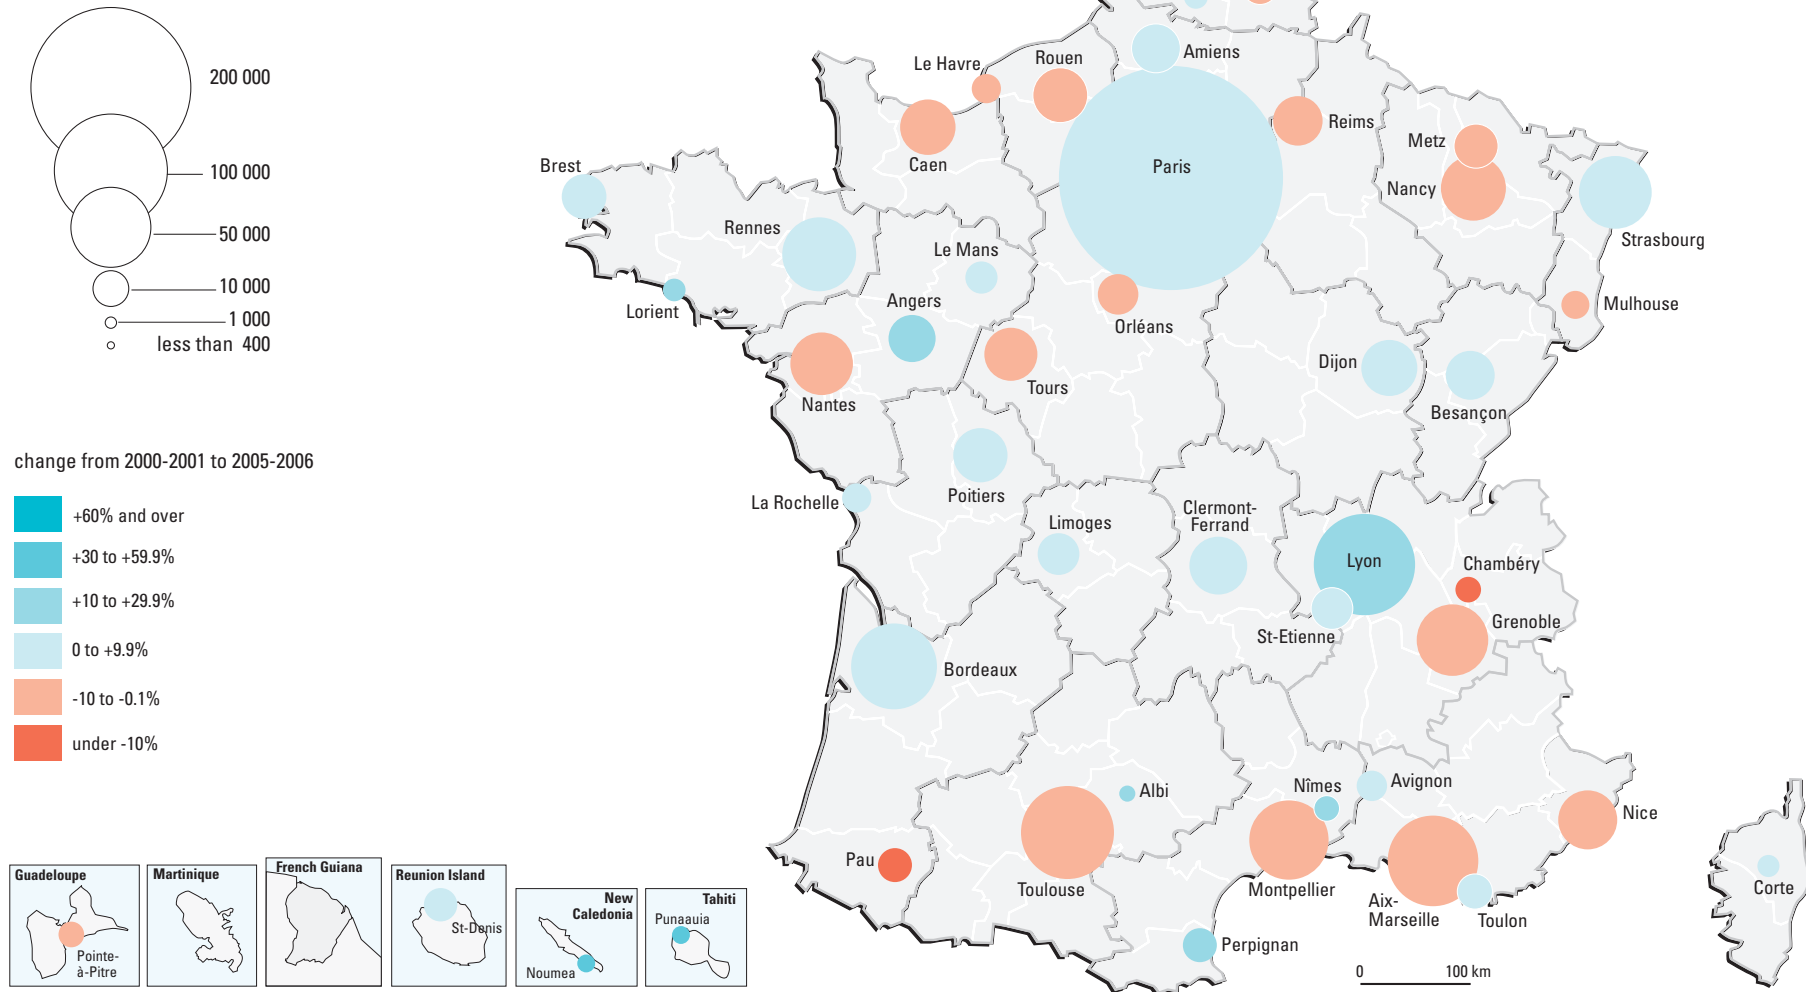 200 000
100 000
50 000
10 000
1 000
less than 400
change from 2000-2001 to 2005-2006
+60% and over
+30 to +59.9%
+10 to +29.9%
0 to +9.9%
-10 to -0.1%
under -10%
Amiens
Rouen
Le Havre
Caen
Paris
Reims
Metz
Nancy
Strasbourg
Mulhouse
Brest
Rennes
Le Mans
Lorient
Angers
Orléans
Nantes
Tours
Dijon
Besançon
Poitiers
La Rochelle
Limoges
Clermont-
Ferrand
Lyon
Chambéry
St-Etienne
Grenoble
Bordeaux
Albi
Nîmes
Avignon
Nice
Pau
Toulouse
Montpellier
Aix-
Marseille
Toulon
Perpignan
Corte
0 100 km
Guadeloupe
Pointe-
à-Pitre
Martinique
French Guiana
Reunion Island
St-Denis
New
Caledonia
Noumea
Tahiti
Punaauia